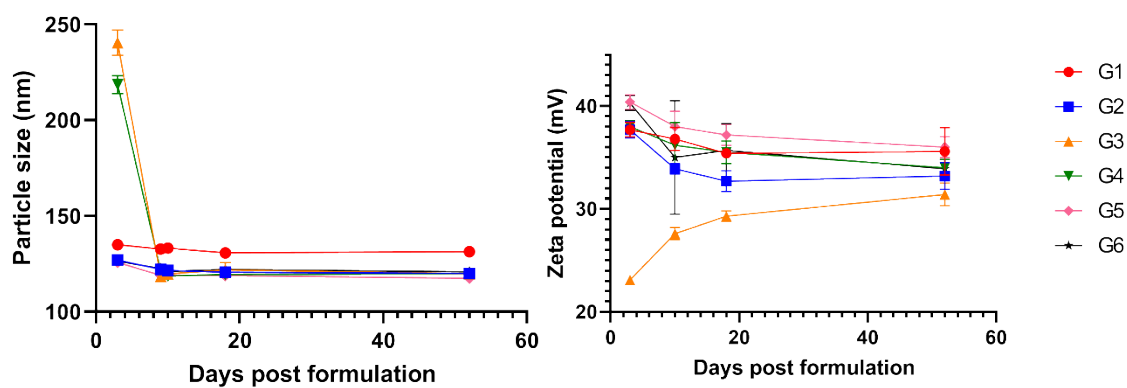 Particle size (nm)
250
200
150
100
0
20
40
60
Days post formulation
Zeta potential (mV)
40
30
20
0
20
40
60
Days post formulation
G1
G2
G3
G4
G5
G6